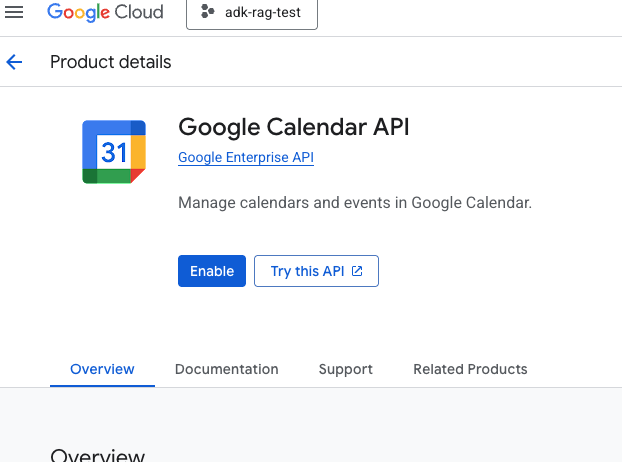 Google Cloud
adk-rag-test
Product details
31
Google Calendar API
Google Enterprise API
Manage calendars and events in Google Calendar.
Enable
Try this API
Overview
Documentation
Support
Related Products
Overview